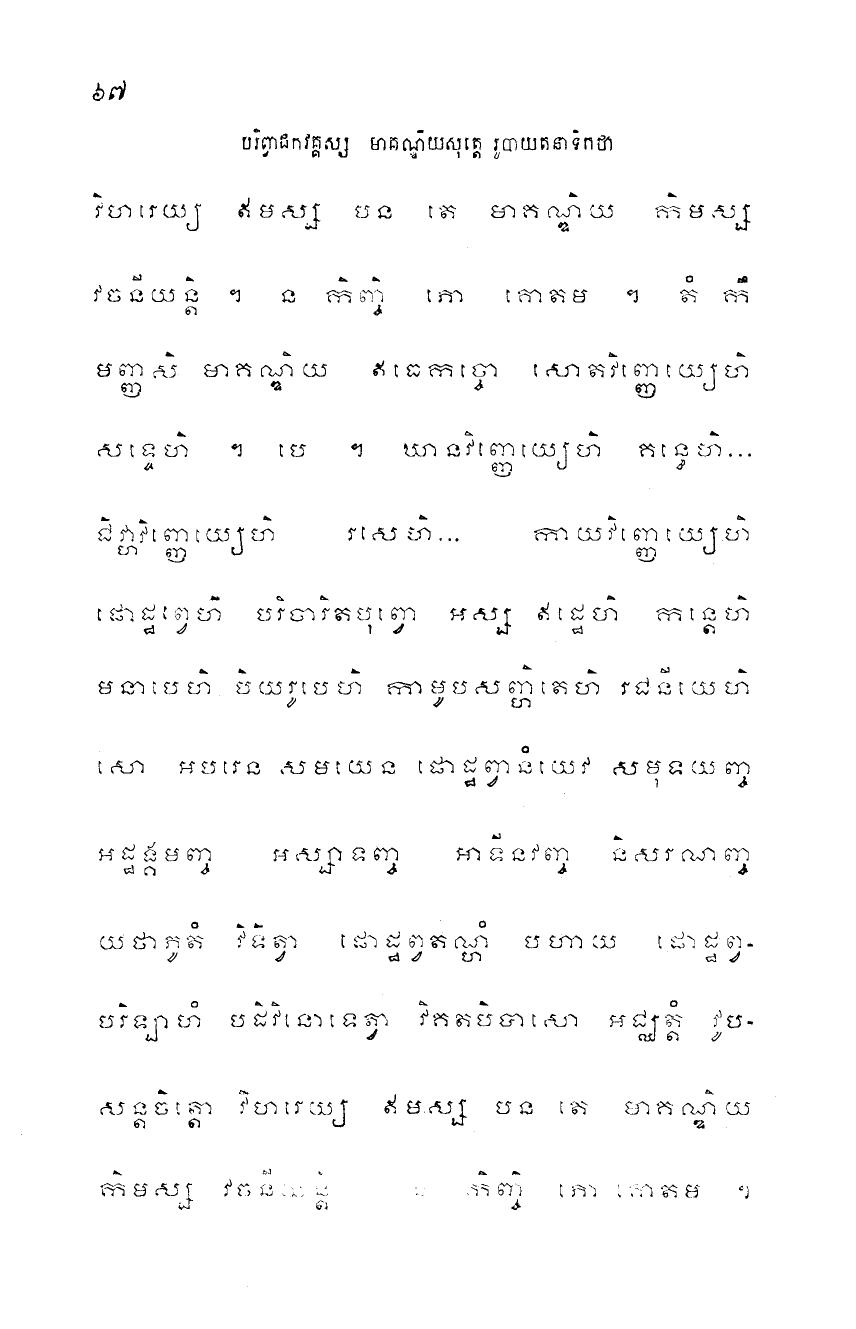 ៦៧
បរិព្វាជកវគ្គស្ស មាគណ្ឌិយសុត្តេ រូបាយតនាទិកថា
វិហរេយ្យ ឥមស្ស បន តេ មាគណ្ឌិយ កិមស្ស
វចនីយន្តិ ។ ន កិញ្ចិ ភោ គោតម ។ តំ កឹ
មញ្ញសិ មាគណ្ឌិយ ឥធេកច្ចោ សោតវិញ្ញេយ្យេហិ
សទ្ទេហិ ។ បេ ។ ឃានវិញ្ញេយ្យេហិ គន្ធេហិ...
ជិវ្ហាវិញ្ញេយ្យេហិ រសេហិ... កាយវិញ្ញេយ្យេហិ
ផោដ្ឋព្វេហិ បរិចារិតបុព្វោ អស្ស ឥដ្ឋេហិ កន្តេហិ
មនាបេហិ បិយរូបេហិ កាមូបសញ្ហិតេហិ រជនីយេហិ
សោ អបរេន សមយេន ផោដ្ឋព្វានំយេវ សមុទយញ្ច
អដ្ឋង្គមញ្ច អស្សាទញ្ច អាទីនវញ្ច និសរណញ្ច
យថាភូតំ វិទិត្វា ផោដ្ឋព្វតណ្ហំ បហាយ ផោដ្ឋព្វ-
បរិឡាហំ បដិវិនោទេត្វា វិគតបិបាសោ អជ្ឈត្តំ វូប-
សន្តចិត្តោ វិហរេយ្យ ឥមស្ស បន តេ មាគណ្ឌិយ
កិមស្ស វចនីយន្តិ ន កិញ្ចិ ភោ គោតម ។